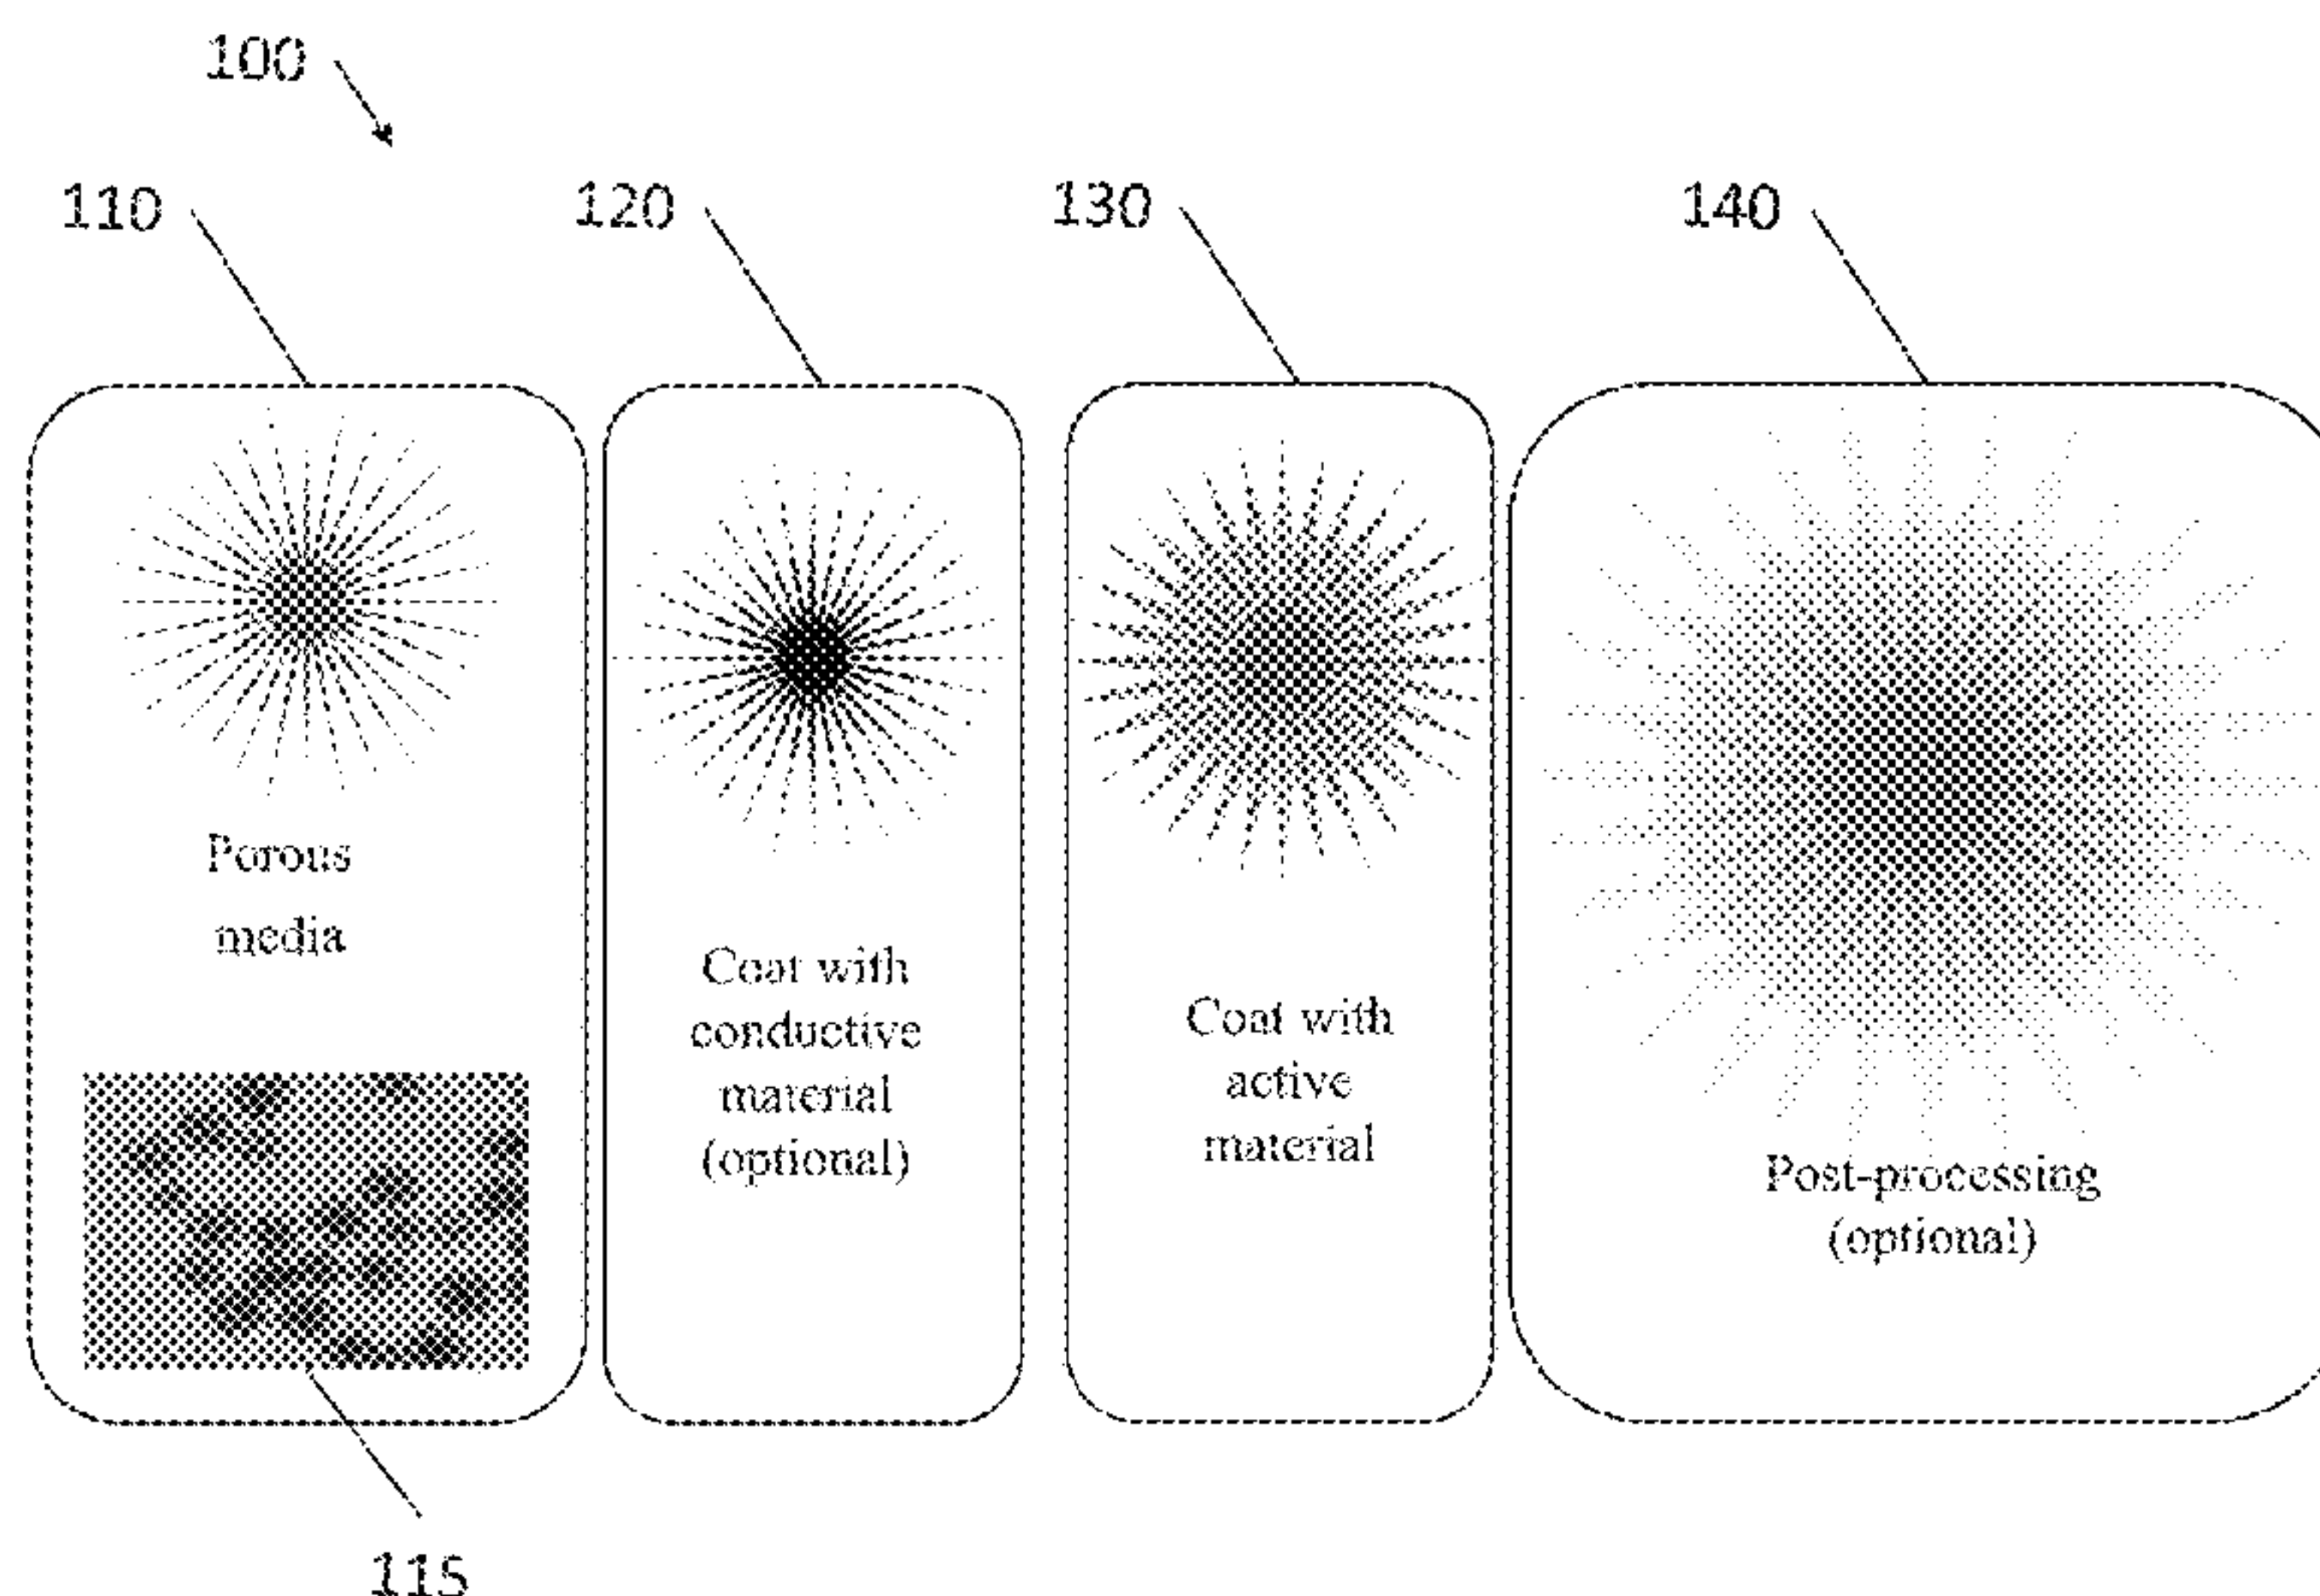 100
110
120
130
140
Porous
media
Coat with
conductive
material
(optional)
Coat with
active
material
Post-processing
(optional)
115